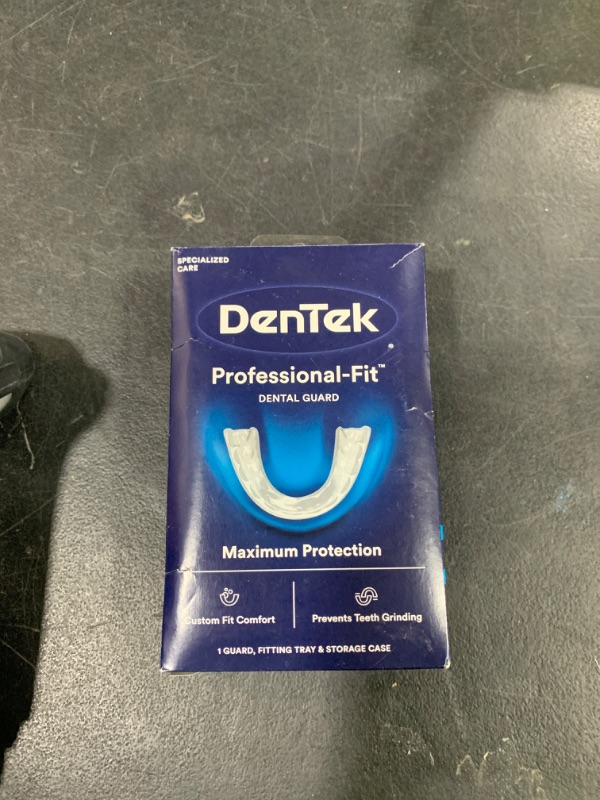 SPECIALIZED
CARE
DenTek
Professional-Fit™
DENTAL GUARD
Maximum Protection
Custom Fit Comfort
Prevents Teeth Grinding
1 GUARD, FITTING TRAY & STORAGE CASE